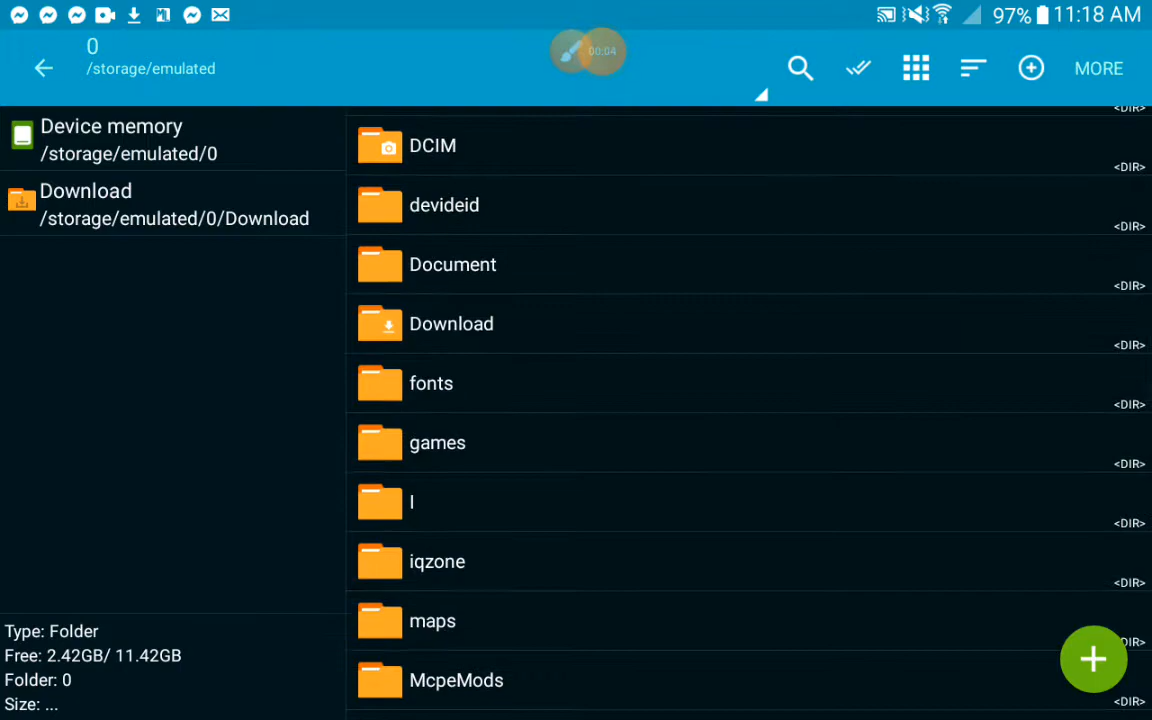 97% 11:18 AM
0
/storage/emulated
00:04
MORE
Device memory
/storage/emulated/0
Download
/storage/emulated/0/Download
Type: Folder
Free: 2.42GB/ 11.42GB
Folder: 0
Size: ...
<DIR>
DCIM
<DIR>
devideid
<DIR>
Document
<DIR>
Download
<DIR>
fonts
<DIR>
games
<DIR>
l
<DIR>
iqzone
<DIR>
maps
<DIR>
McpeMods
<DIR>